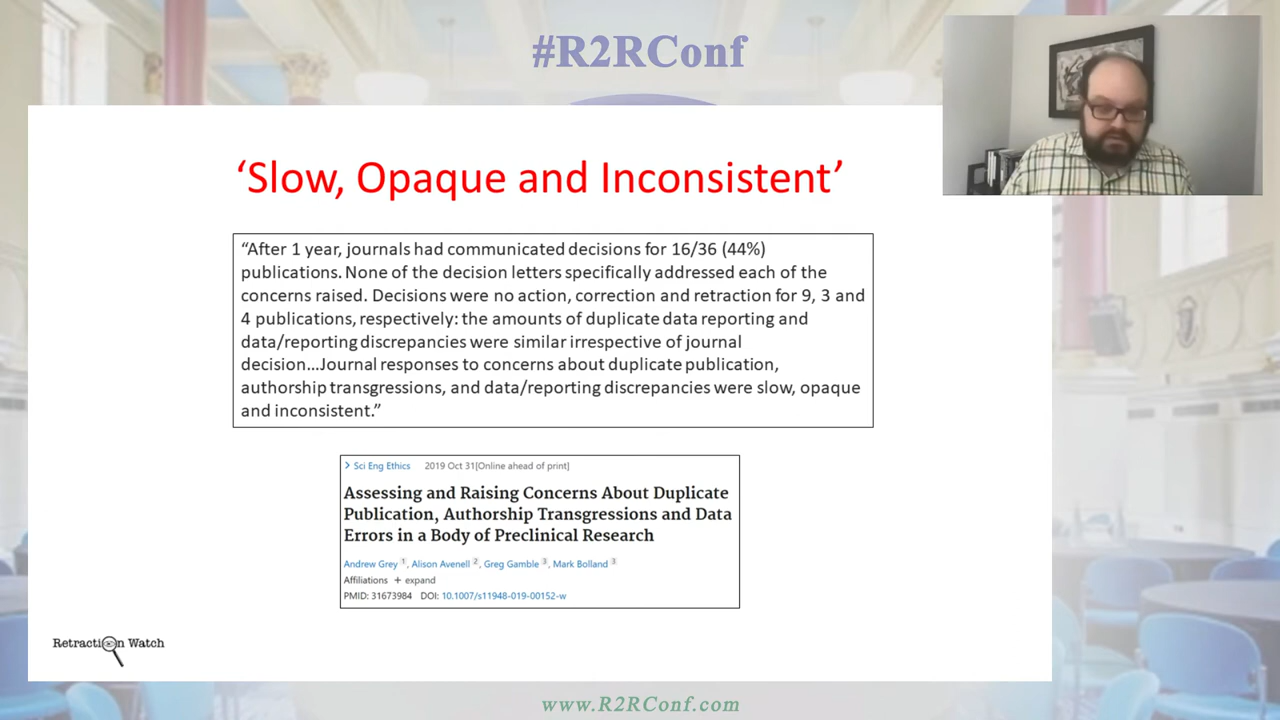 #R2RConf
‘Slow, Opaque and Inconsistent’
“After 1 year, journals had communicated decisions for 16/36 (44%)
publications. None of the decision letters specifically addressed each of the
concerns raised. Decisions were no action, correction and retraction for 9, 3 and
4 publications, respectively: the amounts of duplicate data reporting and
data/reporting discrepancies were similar irrespective of journal
decision...Journal responses to concerns about duplicate publication,
authorship transgressions, and data/reporting discrepancies were slow, opaque
and inconsistent.”
> Sci Eng Ethics 2019 Oct 31[Online ahead of print]
Assessing and Raising Concerns About Duplicate
Publication, Authorship Transgressions and Data
Errors in a Body of Preclinical Research
Andrew Grey 1, Alison Avenell 2, Greg Gamble 3, Mark Bolland 3
Affiliations + expand
PMID: 31673984 DOI: 10.1007/s11948-019-00152-w
Retraction Watch
www.R2RConf.com